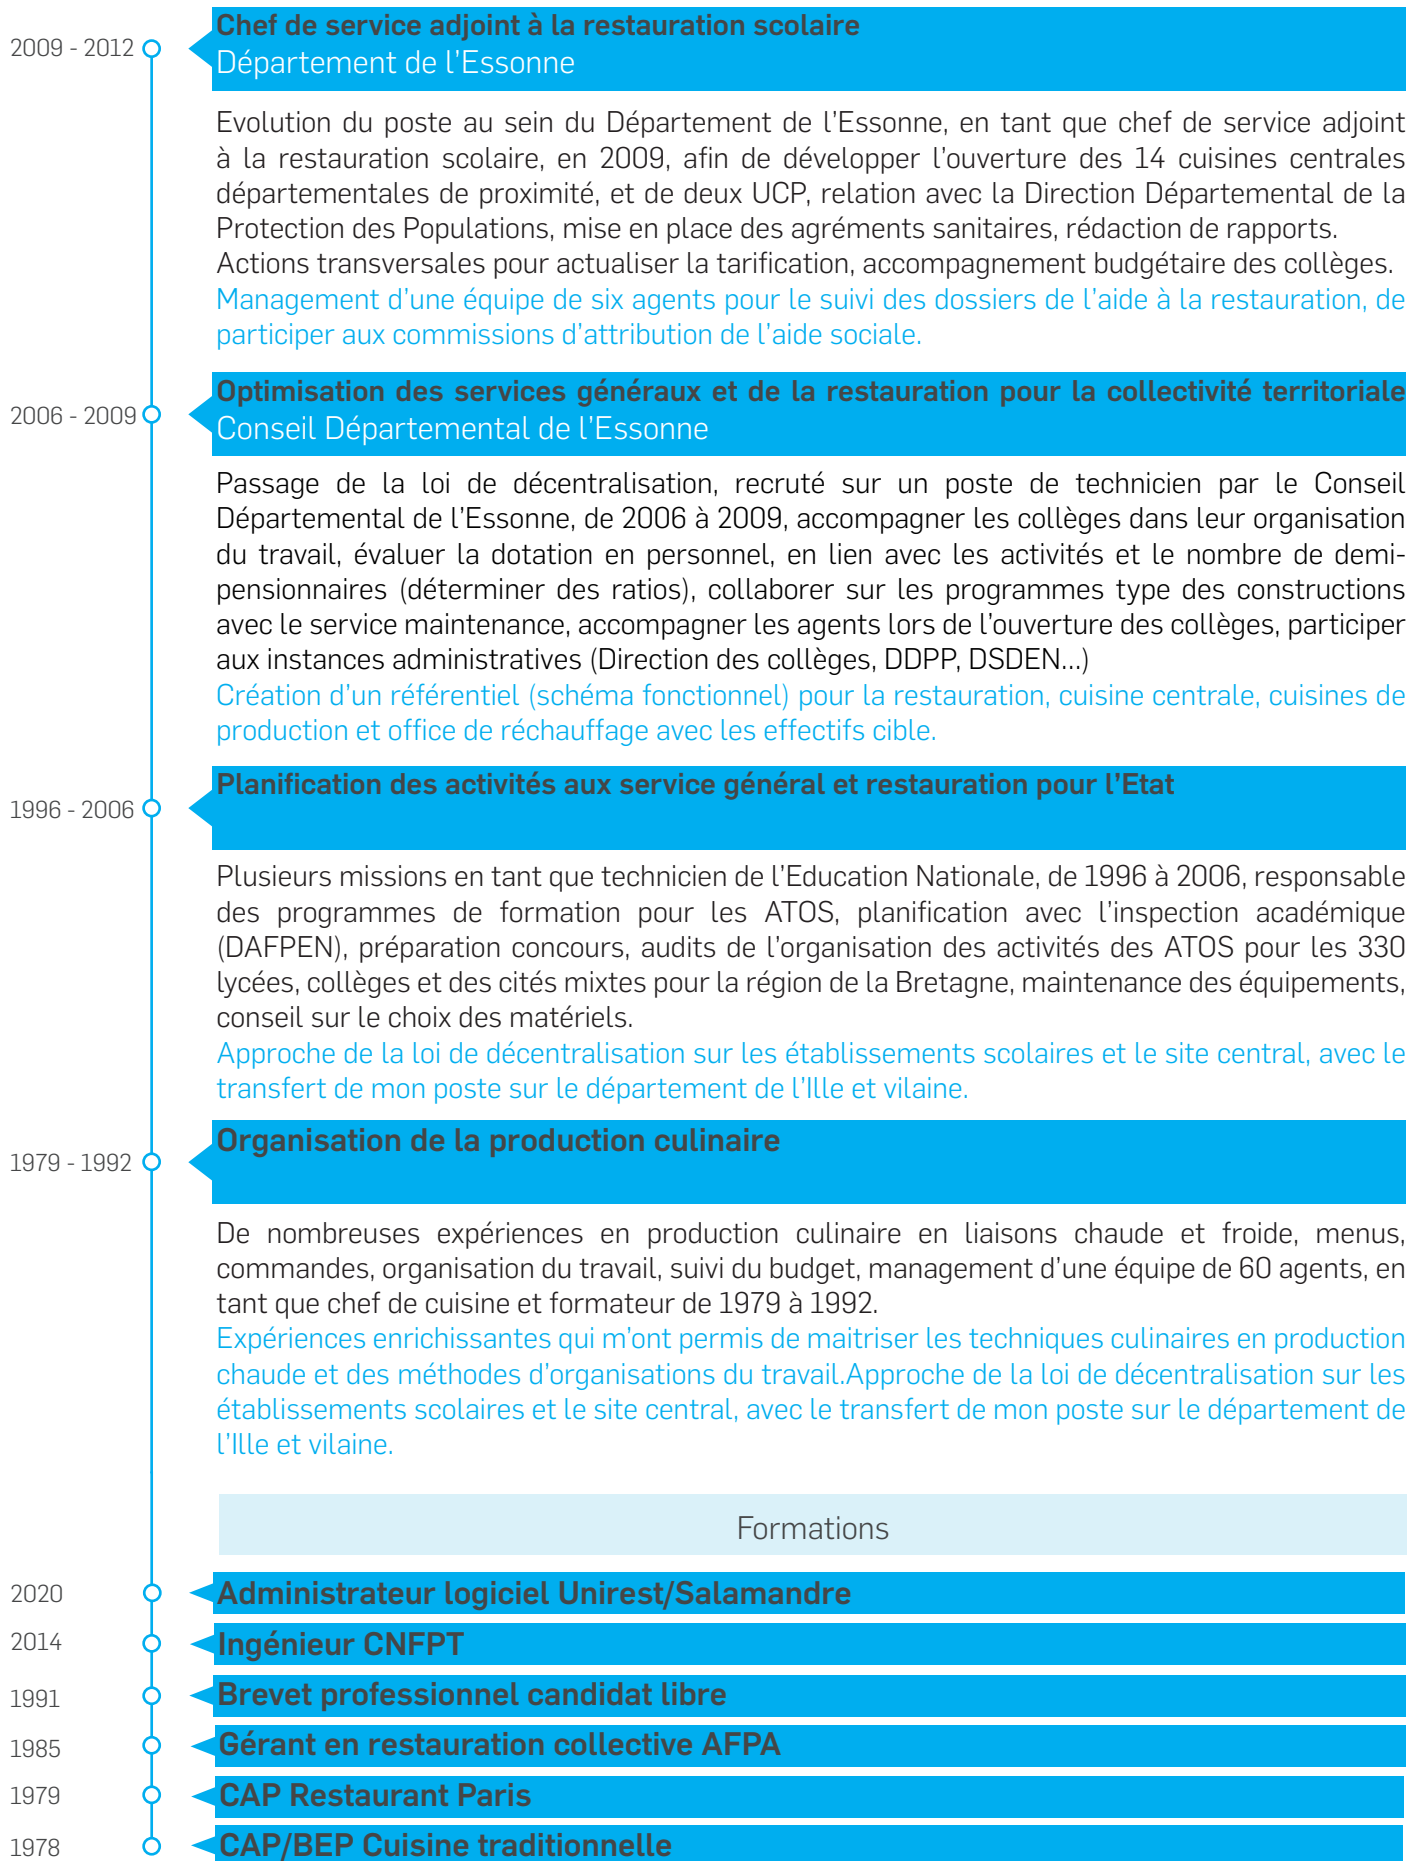 Chef de service adjoint à la restauration scolaire
2009 - 2012
Département de l'Essonne
Evolution du poste au sein du Département de l'Essonne, en tant que chef de service adjoint
à la restauration scolaire, en 2009, afin de développer l'ouverture des 14 cuisines centrales
départementales de proximité, et de deux UCP, relation avec la Direction Départemental de la
Protection des Populations, mise en place des agréments sanitaires, rédaction de rapports.
Actions transversales pour actualiser la tarification, accompagnement budgétaire des collèges.
Management d'une équipe de six agents pour le suivi des dossiers de l'aide à la restauration, de
participer aux commissions d'attribution de l'aide sociale.
Optimisation des services généraux et de la restauration pour la collectivité territoriale
2006 - 2009
Conseil Départemental de l'Essonne
Passage de la loi de décentralisation, recruté sur un poste de technicien par le Conseil
Départemental de l'Essonne, de 2006 à 2009, accompagner les collèges dans leur organisation
du travail, évaluer la dotation en personnel, en lien avec les activités et le nombre de demi-
pensionnaires (déterminer des ratios), collaborer sur les programmes type des constructions
avec le service maintenance, accompagner les agents lors de l'ouverture des collèges, participer
aux instances administratives (Direction des collèges, DDPP, DSDEN...)
Création d'un référentiel (schéma fonctionnel) pour la restauration, cuisine centrale, cuisines de
production et office de réchauffage avec les effectifs cible.
Planification des activités aux service général et restauration pour l'Etat
1996 - 2006
Plusieurs missions en tant que technicien de l'Education Nationale, de 1996 à 2006, responsable
des programmes de formation pour les ATOS, planification avec l'inspection académique
(DAFPEN), préparation concours, audits de l'organisation des activités des ATOS pour les 330
lycées, collèges et des cités mixtes pour la région de la Bretagne, maintenance des équipements,
conseil sur le choix des matériels.
Approche de la loi de décentralisation sur les établissements scolaires et le site central, avec le
transfert de mon poste sur le département de l'Ille et vilaine.
Organisation de la production culinaire
1979 - 1992
De nombreuses expériences en production culinaire en liaisons chaude et froide, menus,
commandes, organisation du travail, suivi du budget, management d'une équipe de 60 agents, en
tant que chef de cuisine et formateur de 1979 à 1992.
Expériences enrichissantes qui m'ont permis de maitriser les techniques culinaires en production
chaude et des méthodes d'organisations du travail.Approche de la loi de décentralisation sur les
établissements scolaires et le site central, avec le transfert de mon poste sur le département de
l'Ille et vilaine.
Formations
2020 Administrateur logiciel Unirest/Salamandre
2014 Ingénieur CNFPT
1991 Brevet professionnel candidat libre
1985 Gérant en restauration collective AFPA
1979 CAP Restaurant Paris
1978 CAP/BEP Cuisine traditionnelle